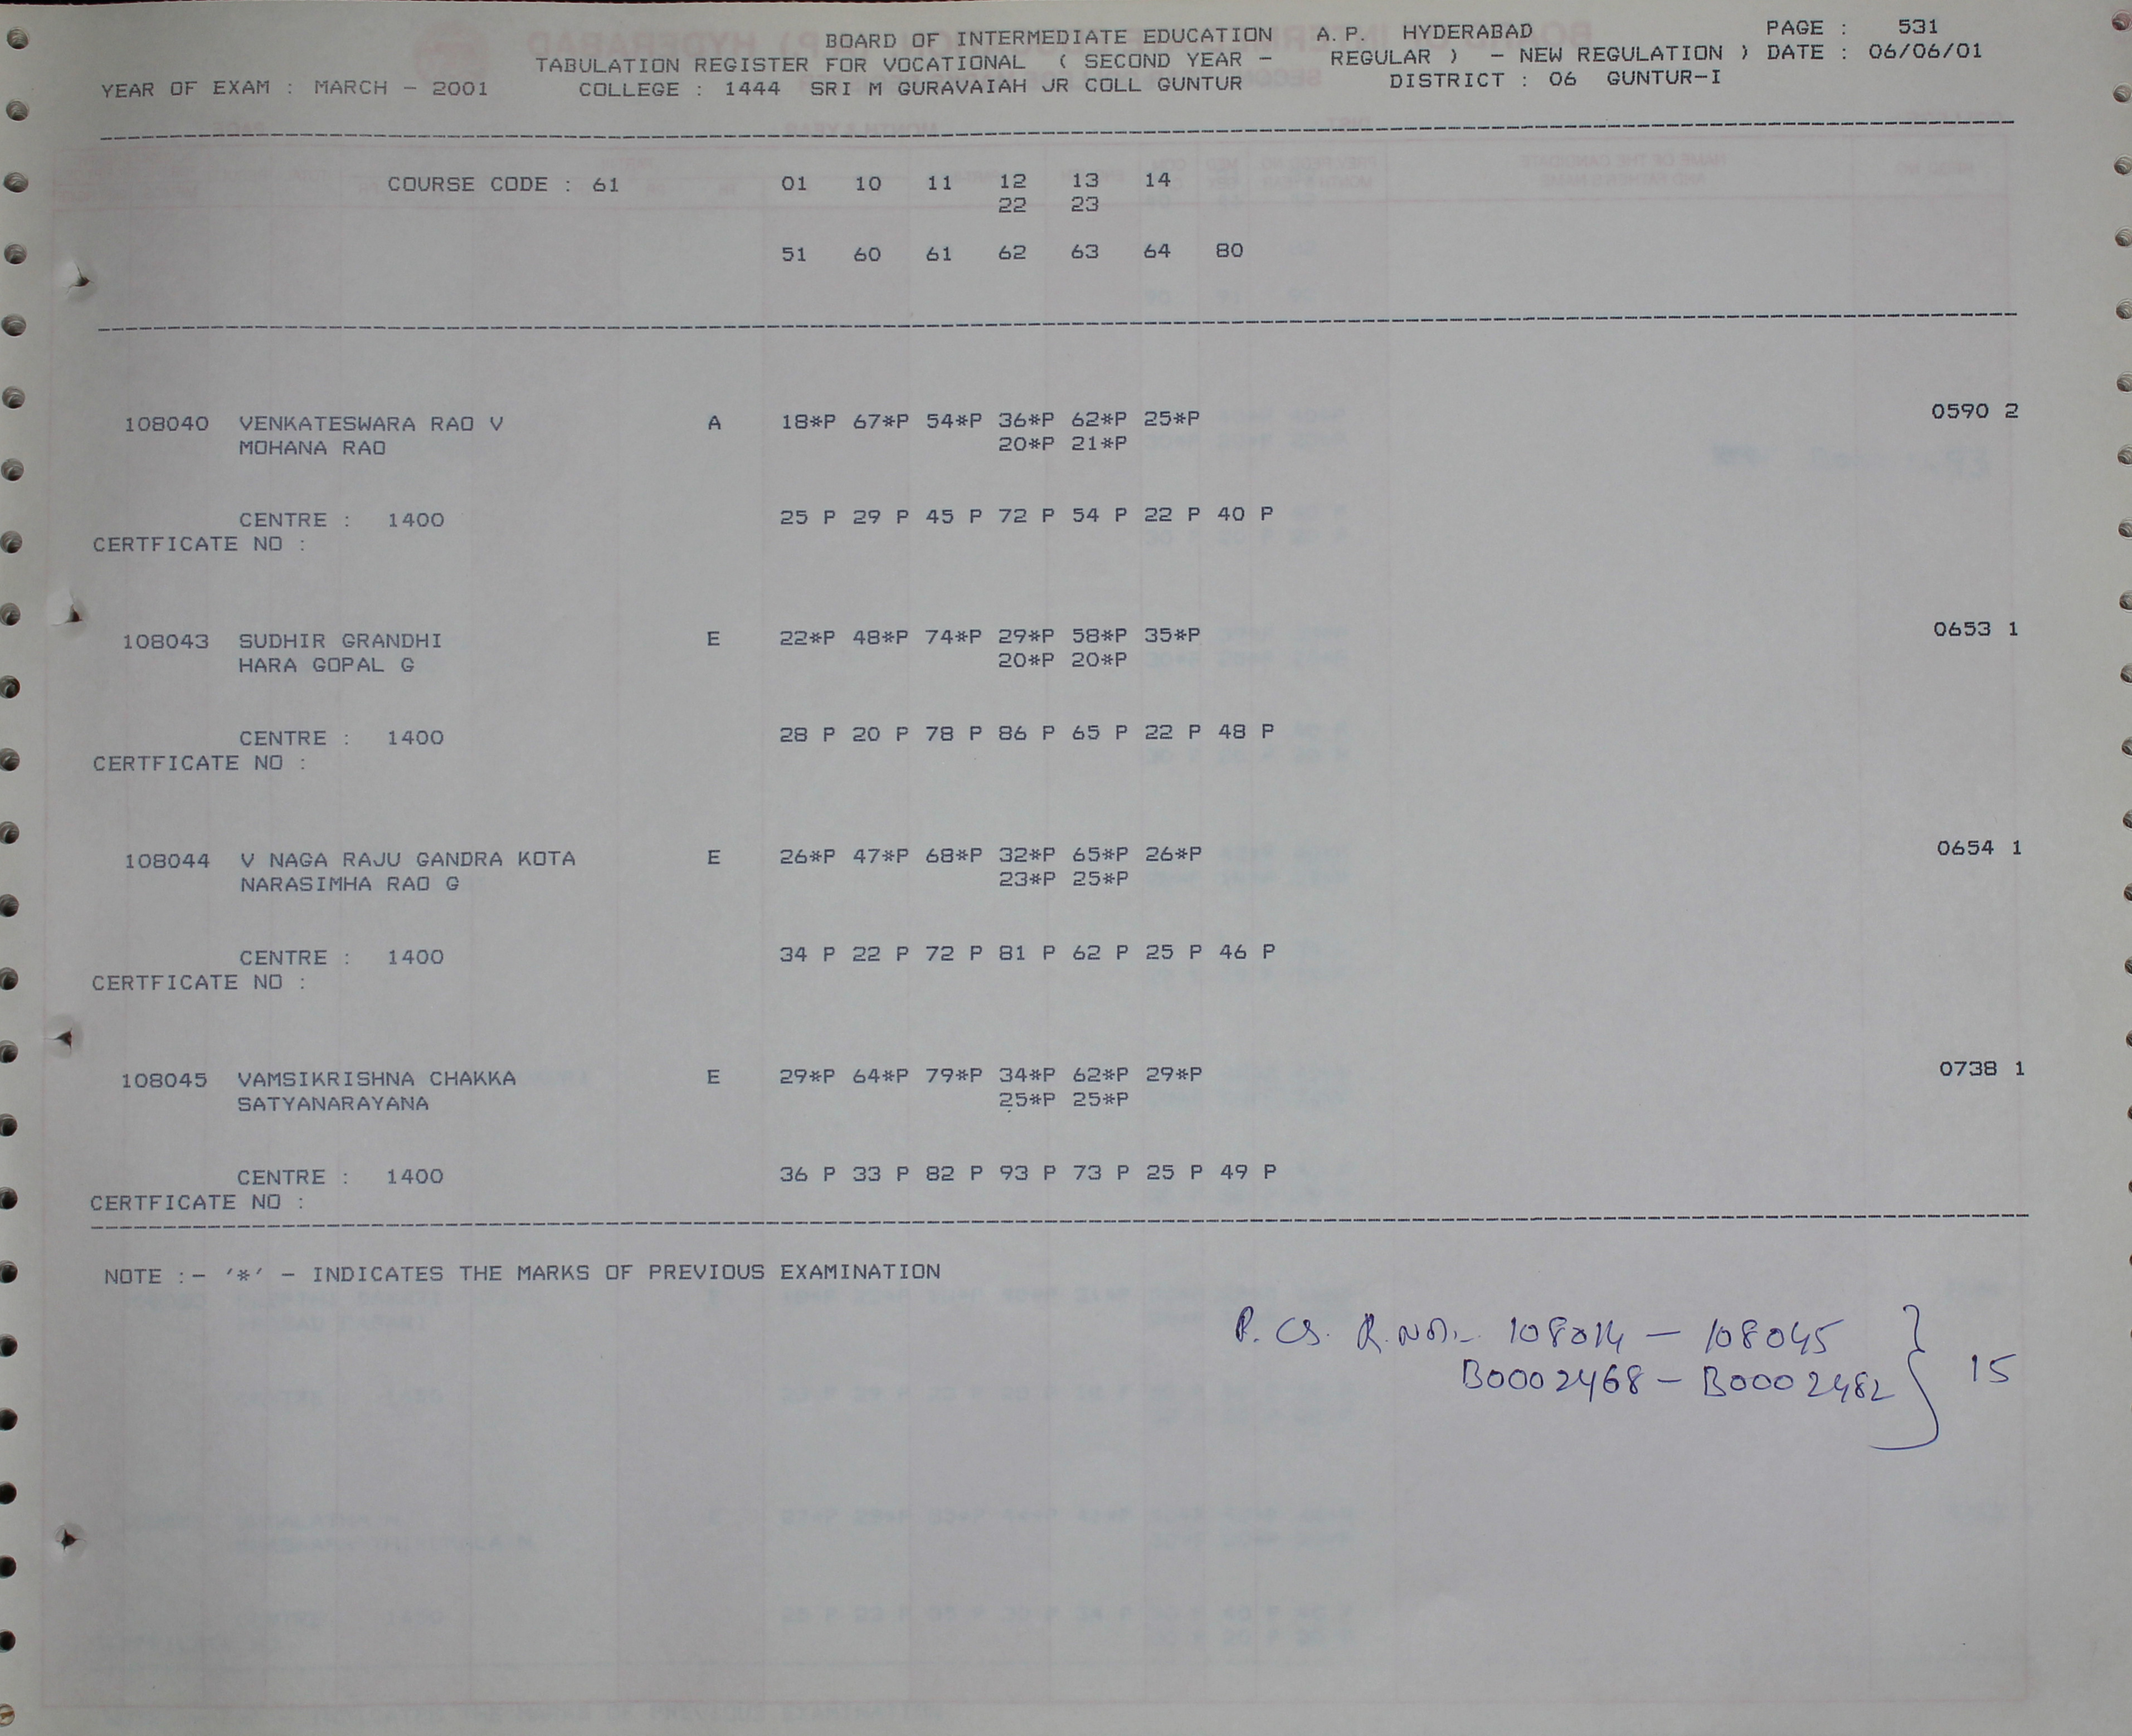 BOARD OF INTERMEDIATE EDUCATION A.P. HYDERABAD PAGE : 531
TABULATION REGISTER FOR VOCATIONAL ( SECOND YEAR - REGULAR ) - NEW REGULATION ) DATE : 06/06/01
YEAR OF EXAM : MARCH - 2001 COLLEGE : 1444 SRI M GURAVAIAH JR COLL GUNTUR DISTRICT : 06 GUNTUR-I
COURSE CODE : 61 01 10 11 12 13 14
22 23
51 60 61 62 63 64 80
108040 VENKATESWARA RAO V A 18*P 67*P 54*P 36*P 62*P 25*P 0590 2
MOHANA RAO 20*P 21*P
CENTRE : 1400 25 P 29 P 45 P 72 P 54 P 22 P 40 P
CERTFICATE NO :
108043 SUDHIR GRANDHI E 22*P 48*P 74*P 29*P 58*P 35*P 0653 1
HARA GOPAL G 20*P 20*P
CENTRE : 1400 28 P 20 P 78 P 86 P 65 P 22 P 48 P
CERTFICATE NO :
108044 V NAGA RAJU GANDRA KOTA E 26*P 47*P 68*P 32*P 65*P 26*P 0654 1
NARASIMHA RAO G 23*P 25*P
CENTRE : 1400 34 P 22 P 72 P 81 P 62 P 25 P 46 P
CERTFICATE NO :
108045 VAMSIKRISHNA CHAKKA E 29*P 64*P 79*P 34*P 62*P 29*P 0738 1
SATYANARAYANA 25*P 25*P
CENTRE : 1400 36 P 33 P 82 P 93 P 73 P 25 P 49 P
CERTFICATE NO :
NOTE :- '*' - INDICATES THE MARKS OF PREVIOUS EXAMINATION
P. CS. R.NO:- 108014 - 108045
B0002468 - B0002482 } 15